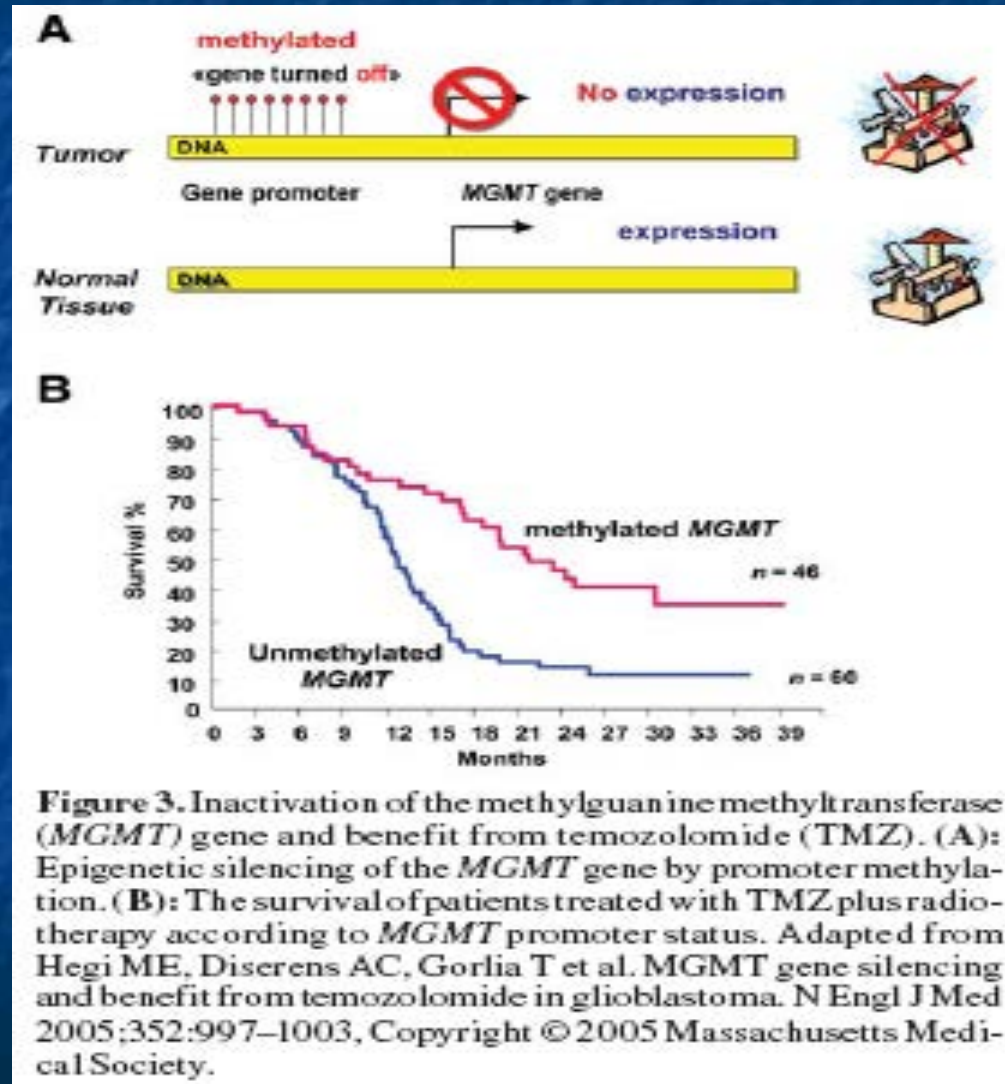 A
methylated
«gene turned off»
No expression
Tumor
DNA
Gene promoter
MGMT gene
expression
Normal
Tissue
DNA
B
Survival %
100
90
80
70
60
50
40
30
20
10
0
methylated MGMT
n = 46
Unmethylated
MGMT
n = 60
0 3 6 9 12 15 18 21 24 27 30 33 36 39
Months
Figure 3. Inactivation of the methylguanine methyltransferase
(MGMT) gene and benefit from temozolomide (TMZ). (A):
Epigenetic silencing of the MGMT gene by promoter methyla-
tion. (B): The survival of patients treated with TMZ plus radio-
therapy according to MGMT promoter status. Adapted from
Hegi ME, Diserens AC, Gorlia T et al. MGMT gene silencing
and benefit from temozolomide in glioblastoma. N Engl J Med
2005;352:997–1003, Copyright © 2005 Massachusetts Medi-
cal Society.